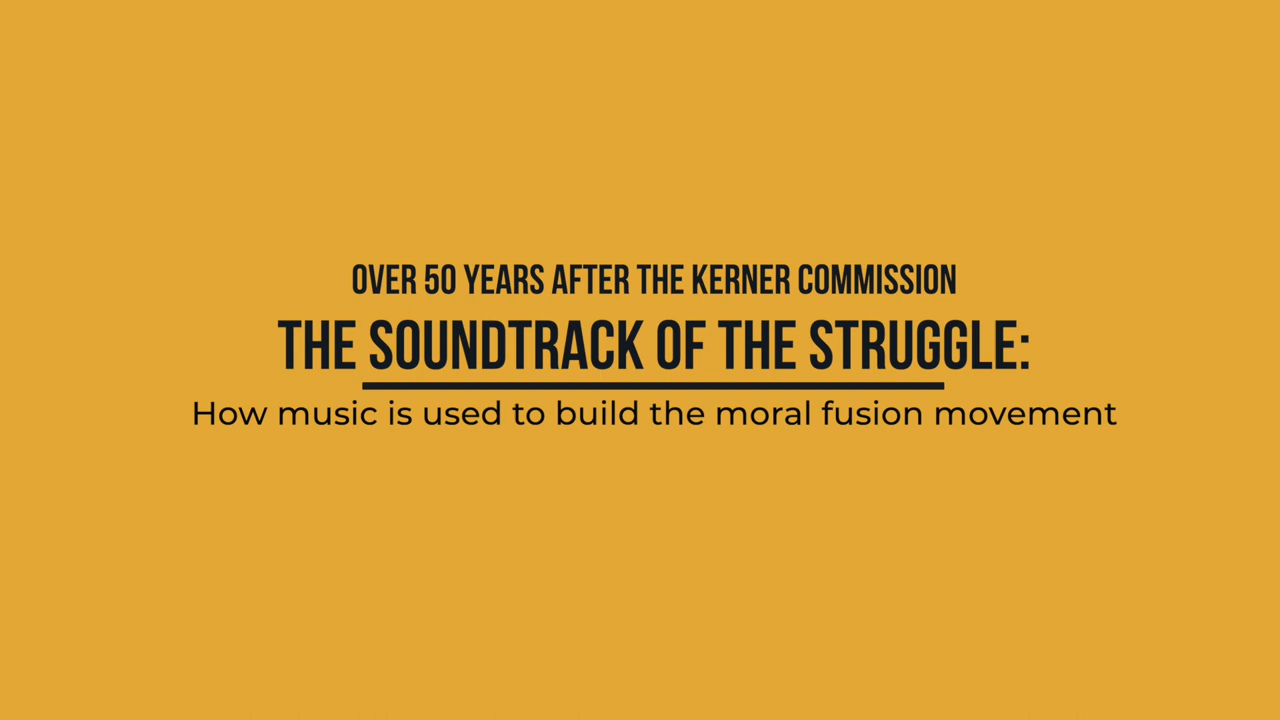 OVER 50 YEARS AFTER THE KERNER COMMISSION
THE SOUNDTRACK OF THE STRUGGLE:
How music is used to build the moral fusion movement